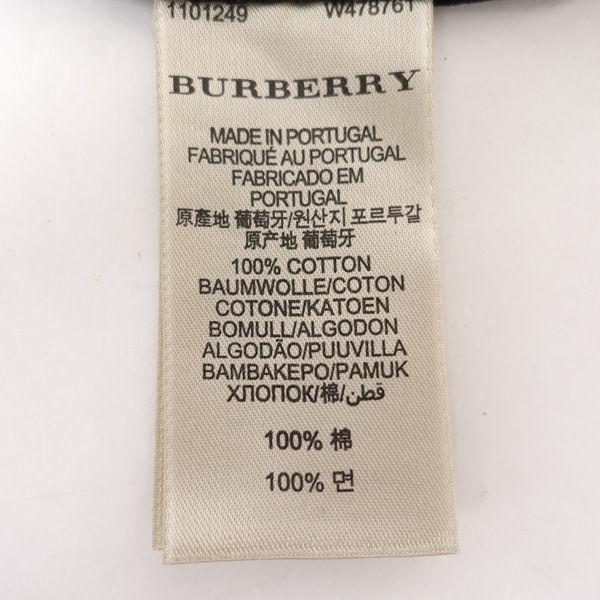 1101249 W478761
BURBERRY
MADE IN PORTUGAL
FABRIQUÉ AU PORTUGAL
FABRICADO EM
PORTUGAL
原產地 葡萄牙/원산지 포르투갈
原产地 葡萄牙
100% COTTON
BAUMWOLLE/COTON
COTONE/KATOEN
BOMULL/ALGODON
ALGODÃO/PUUVILLA
BAMBAKEPO/PAMUK
ХЛОПОК/棉/قطن
100% 棉
100% 면